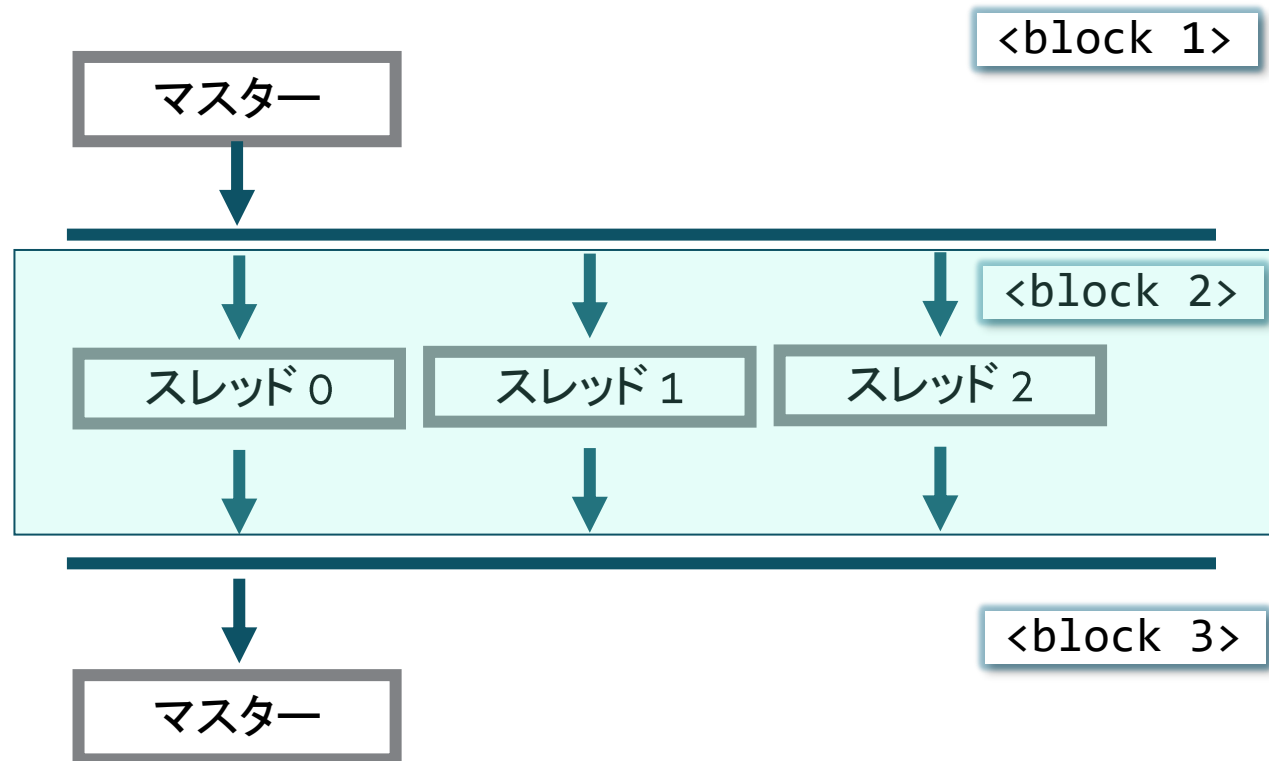 <block 1>
マスター
<block 2>
スレッド 0
スレッド 1
スレッド 2
<block 3>
マスター